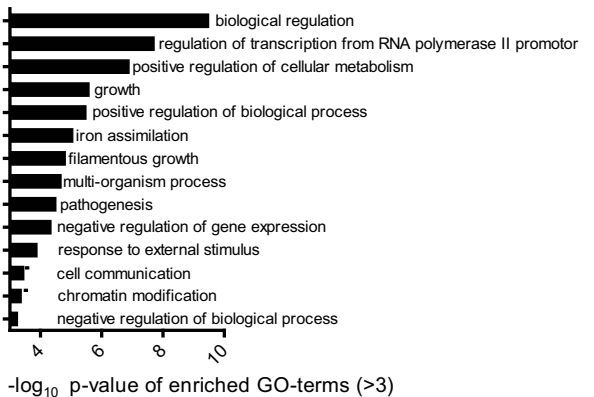 biological regulation
regulation of transcription from RNA polymerase II promotor
positive regulation of cellular metabolism
growth
positive regulation of biological process
iron assimilation
filamentous growth
multi-organism process
pathogenesis
negative regulation of gene expression
response to external stimulus
cell communication
chromatin modification
negative regulation of biological process
4 6 8 10
-log10 p-value of enriched GO-terms (>3)